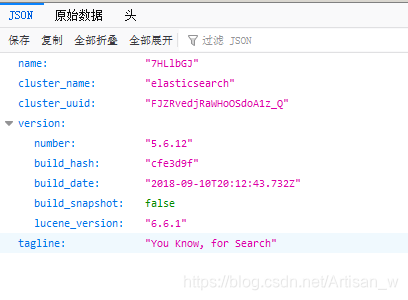 JSON 原始数据 头
保存 复制 全部折叠 全部展开 过滤 JSON
name: "7HLlbGJ"
cluster_name: "elasticsearch"
cluster_uuid: "FJZRvedjRaWHoOSdoA1z_Q"
version:
number: "5.6.12"
build_hash: "cfe3d9f"
build_date: "2018-09-10T20:12:43.732Z"
build_snapshot: false
lucene_version: "6.6.1"
tagline: "You Know, for Search"
https://blog.csdn.net/Artisan_w